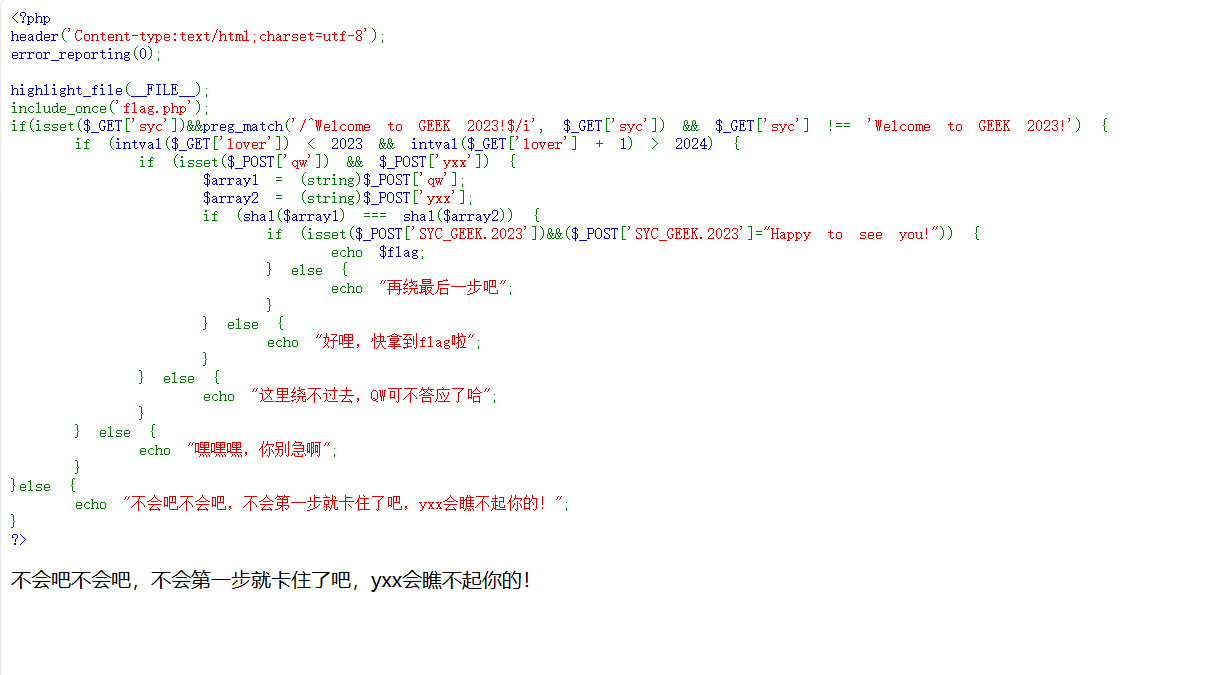 <?php
header('Content-type:text/html;charset=utf-8');
error_reporting(0);
highlight_file(__FILE__);
include_once('flag.php');
if(isset($_GET['syc'])&&preg_match('/^Welcome to GEEK 2023!$/i', $_GET['syc']) && $_GET['syc'] !== 'Welcome to GEEK 2023!') {
if (intval($_GET['lover']) < 2023 && intval($_GET['lover'] + 1) > 2024) {
if (isset($_POST['qw']) && $_POST['yxx']) {
$array1 = (string)$_POST['qw'];
$array2 = (string)$_POST['yxx'];
if (sha1($array1) === sha1($array2)) {
if (isset($_POST['SYC_GEEK.2023'])&&($_POST['SYC_GEEK.2023']="Happy to see you!")) {
echo $flag;
} else {
echo "再绕最后一步吧";
}
} else {
echo "好哩，快拿到flag啦";
}
} else {
echo "这里绕不过去，QW可不答应了哈";
}
} else {
echo "嘿嘿嘿，你别急啊";
}
}else {
echo "不会吧不会吧，不会第一步就卡住了吧，yxx会瞧不起你的！";
}
?>
不会吧不会吧，不会第一步就卡住了吧，yxx会瞧不起你的！